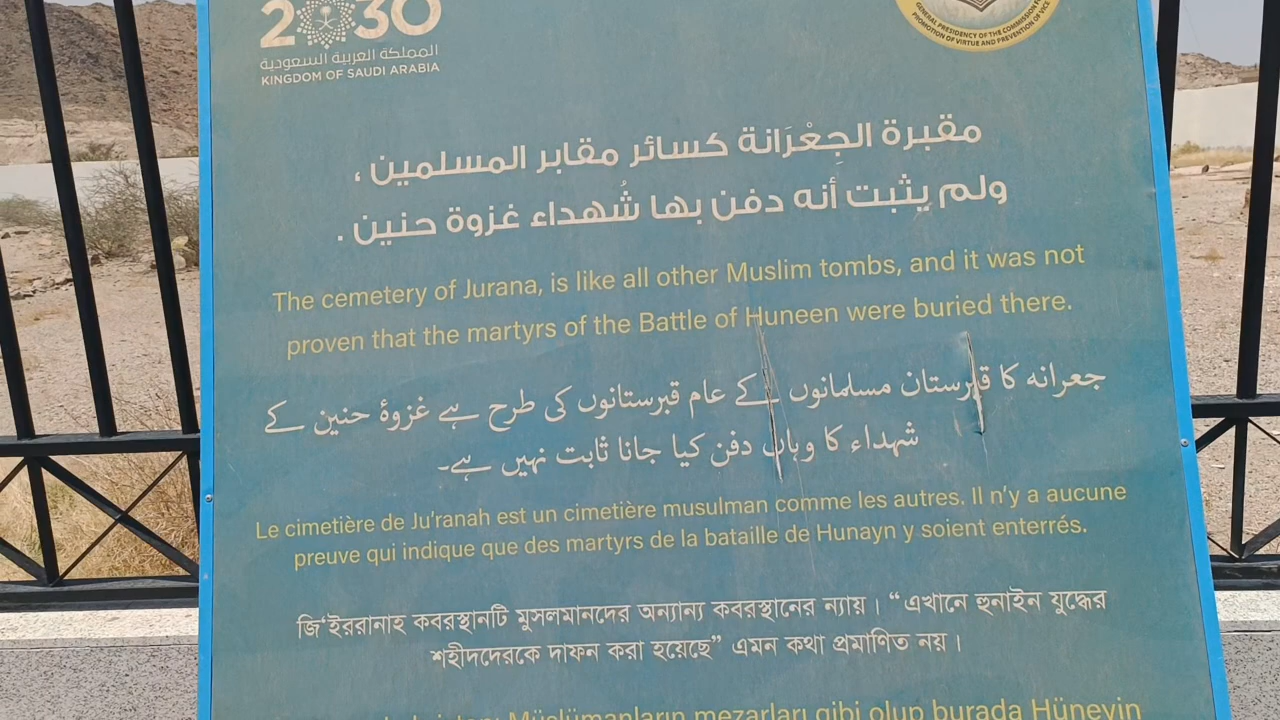 2030
المملكة العربية السعودية
KINGDOM OF SAUDI ARABIA
GENERAL PRESIDENCY OF THE COMMISSION FOR
PROMOTION OF VIRTUE AND PREVENTION OF VICE
مقبرة الجِعْرَانة كسائر مقابر المسلمين ،
ولم يثبت أنه دفن بها شُهداء غزوة حنين .
The cemetery of Jurana, is like all other Muslim tombs, and it was not
proven that the martyrs of the Battle of Huneen were buried there.
جعرانہ کا قبرستان مسلمانوں کے عام قبرستانوں کی طرح ہے غزوۂ حنین کے
شہداء کا وہاں دفن کیا جانا ثابت نہیں ہے۔
Le cimetière de Ju’ranah est un cimetière musulman comme les autres. Il n’y a aucune
preuve qui indique que des martyrs de la bataille de Hunayn y soient enterrés.
জি‘ইররানাহ কবরস্থানটি মুসলমানদের অন্যান্য কবরস্থানের ন্যায় । “এখানে হুনাইন যুদ্ধের
শহীদদেরকে দাফন করা হয়েছে” এমন কথা প্রমাণিত নয় ।
Müslümanların mezarları gibi olup burada Hüneyin